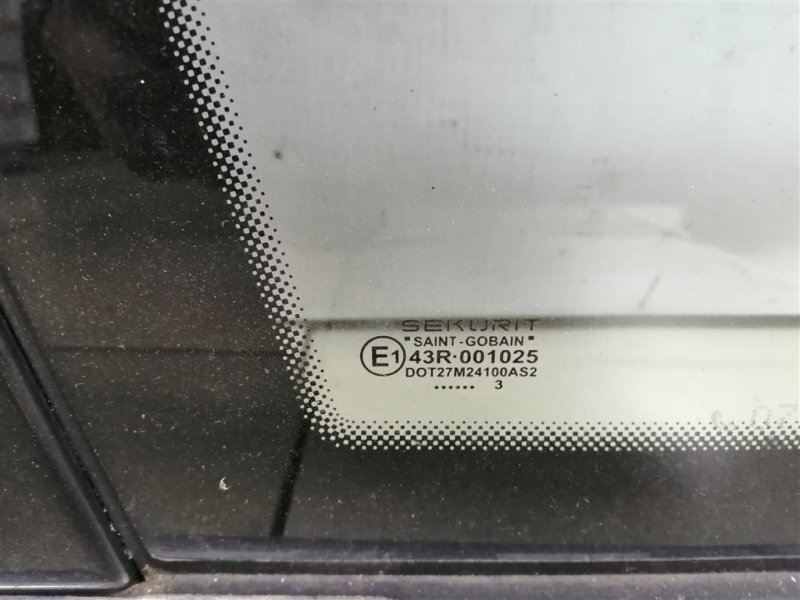 SEKURIT
"SAINT-GOBAIN"
E1 43R-001025
DOT27M24100AS2
...... 3